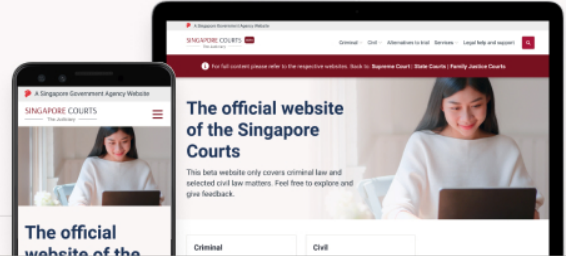 A Singapore Government Agency Website
SINGAPORE COURTS
The Judiciary
Criminal Civil Alternatives to trial Services Legal help and support
For full content please refer to the respective websites. Back to: Supreme Court | State Courts | Family Justice Courts
The official website
of the Singapore
Courts
This beta website only covers criminal law and
selected civil law matters. Feel free to explore and
give feedback.
Criminal
Civil
A Singapore Government Agency Website
SINGAPORE COURTS
The Judiciary
The official
website of the